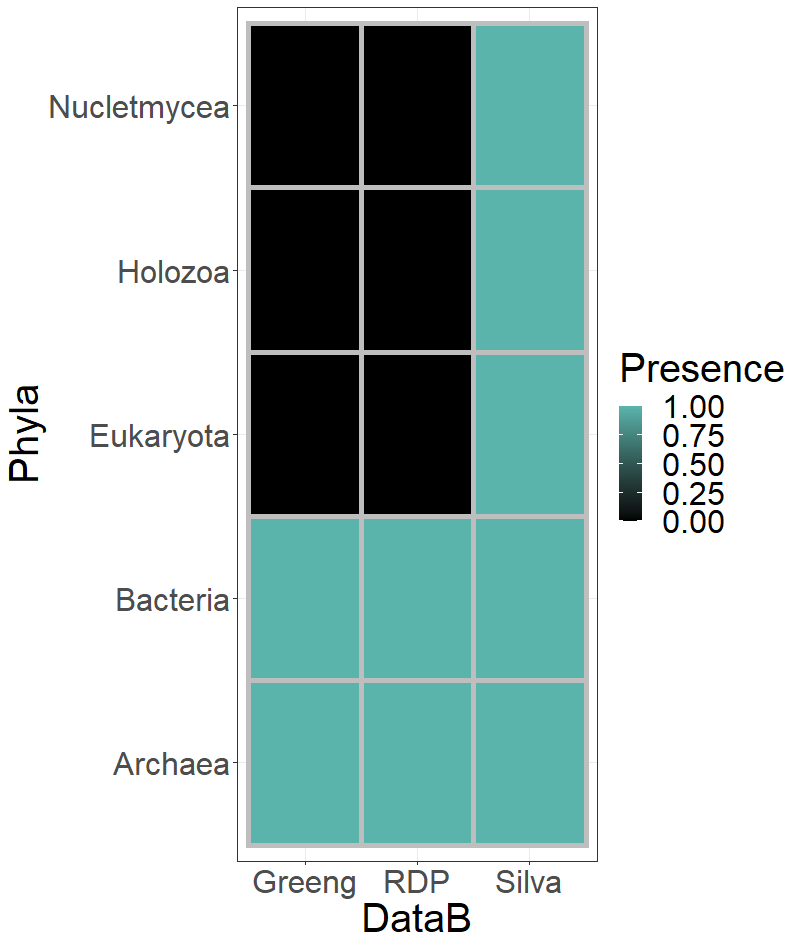 Nucletmycea
Holozoa
Eukaryota
Bacteria
Archaea
Phyla
Greeng RDP Silva
DataB
Presence
1.00
0.75
0.50
0.25
0.00